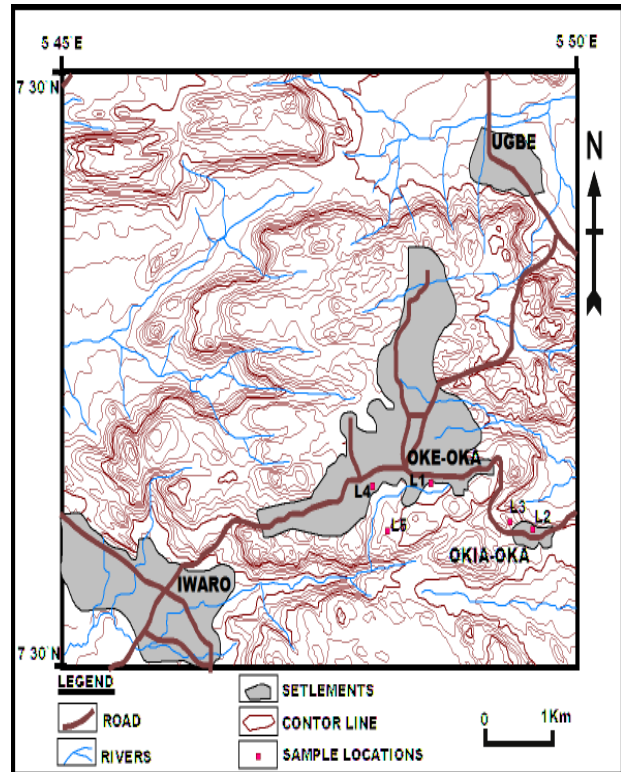 5 45'E 5 50'E
7 30'N
UGBE
N
OKE-OKA
L4 L1
L3
L2
L5
OKIA-OKA
IWARO
7 30'N
LEGEND
ROAD
RIVERS
SETLEMENTS
CONTOR LINE
SAMPLE LOCATIONS
0 1Km